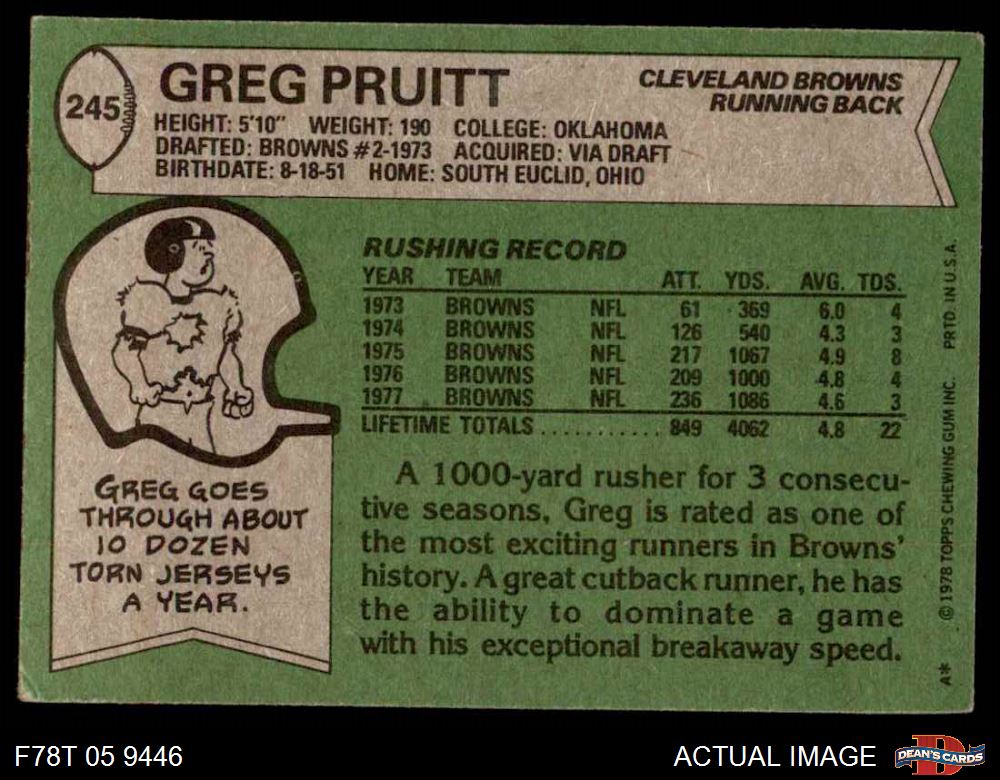 245
GREG PRUITT
CLEVELAND BROWNS
RUNNING BACK
HEIGHT: 5'10" WEIGHT: 190 COLLEGE: OKLAHOMA
DRAFTED: BROWNS #2-1973 ACQUIRED: VIA DRAFT
BIRTHDATE: 8-18-51 HOME: SOUTH EUCLID, OHIO
RUSHING RECORD
YEAR TEAM ATT. YDS. AVG. TDS.
1973 BROWNS NFL 61 369 6.0 4
1974 BROWNS NFL 126 540 4.3 3
1975 BROWNS NFL 217 1067 4.9 8
1976 BROWNS NFL 209 1000 4.8 4
1977 BROWNS NFL 236 1086 4.6 3
LIFETIME TOTALS............ 849 4062 4.8 22
GREG GOES
THROUGH ABOUT
10 DOZEN
TORN JERSEYS
A YEAR.
A 1000-yard rusher for 3 consecu-
tive seasons, Greg is rated as one of
the most exciting runners in Browns'
history. A great cutback runner, he has
the ability to dominate a game
with his exceptional breakaway speed.
A* © 1978 TOPPS CHEWING GUM INC. PRTD. IN U.S.A.
F78T 05 9446
ACTUAL IMAGE
D
DEAN'S CARDS